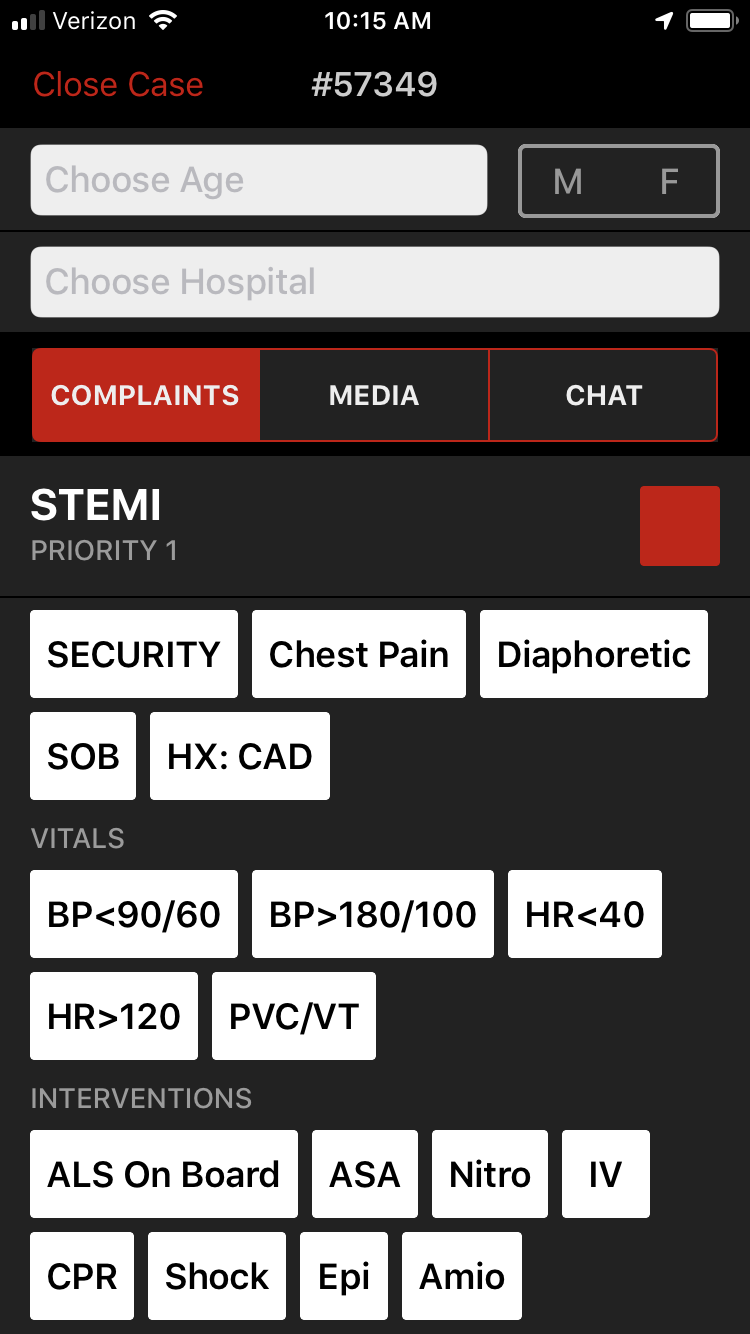 Verizon 10:15 AM
Close Case #57349
Choose Age M F
Choose Hospital
COMPLAINTS MEDIA CHAT
STEMI
PRIORITY 1
SECURITY Chest Pain Diaphoretic
SOB HX: CAD
VITALS
BP<90/60 BP>180/100 HR<40
HR>120 PVC/VT
INTERVENTIONS
ALS On Board ASA Nitro IV
CPR Shock Epi Amio